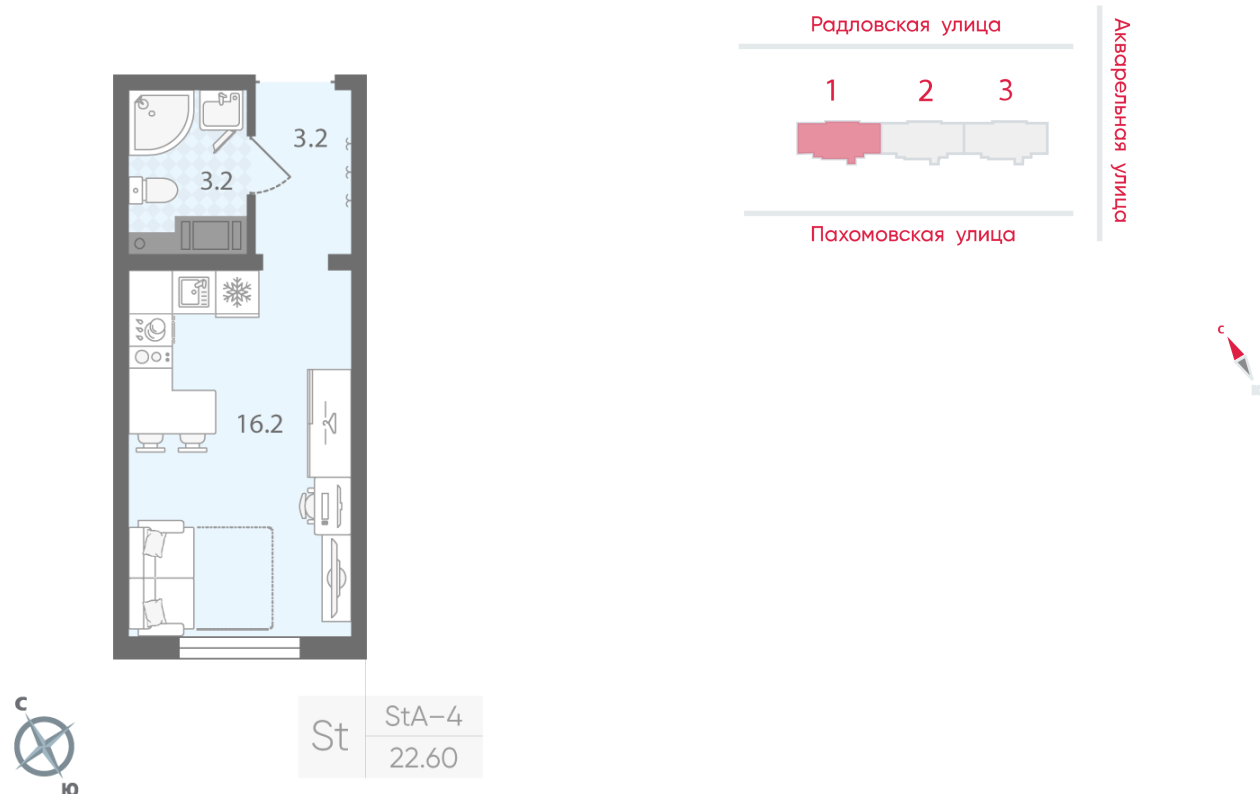 Радловская улица
Акварельная улица
1
2
3
Пахомовская улица
3.2
3.2
16.2
с
С
Ю
St
StA–4
22.60